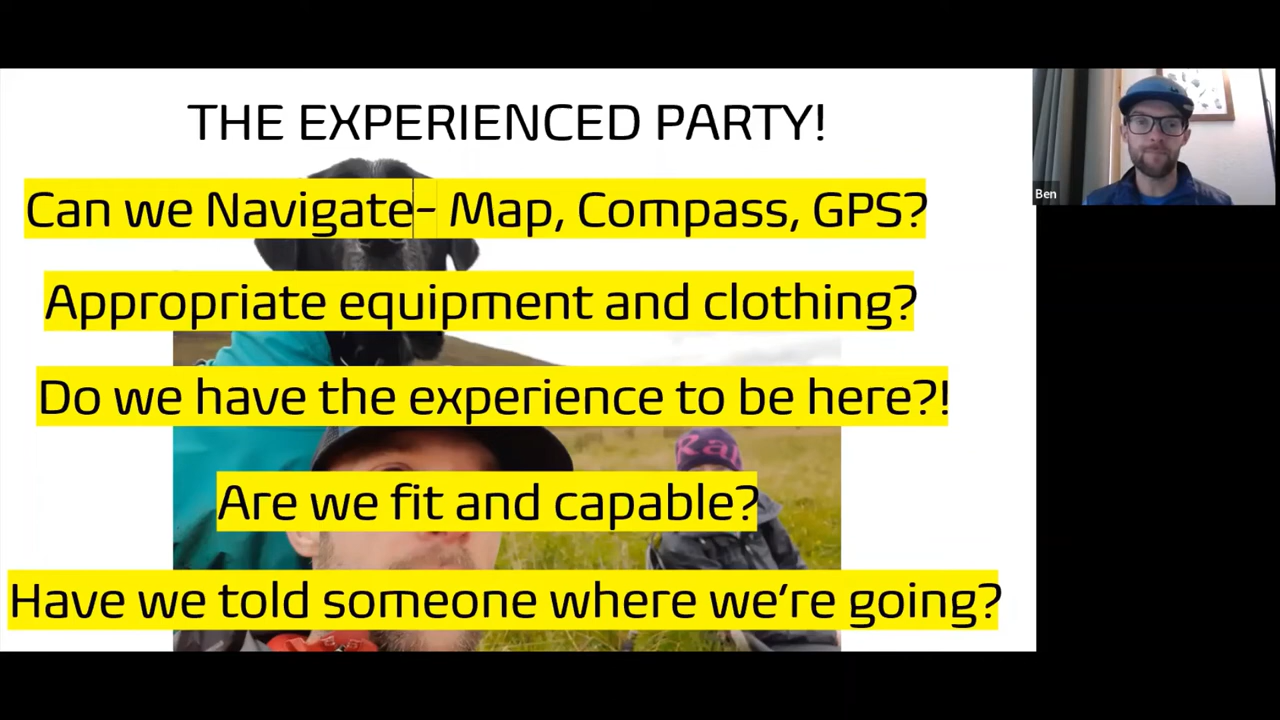 THE EXPERIENCED PARTY!
Can we Navigate- Map, Compass, GPS?
Appropriate equipment and clothing?
Do we have the experience to be here?!
Are we fit and capable?
Have we told someone where we're going?
Ben